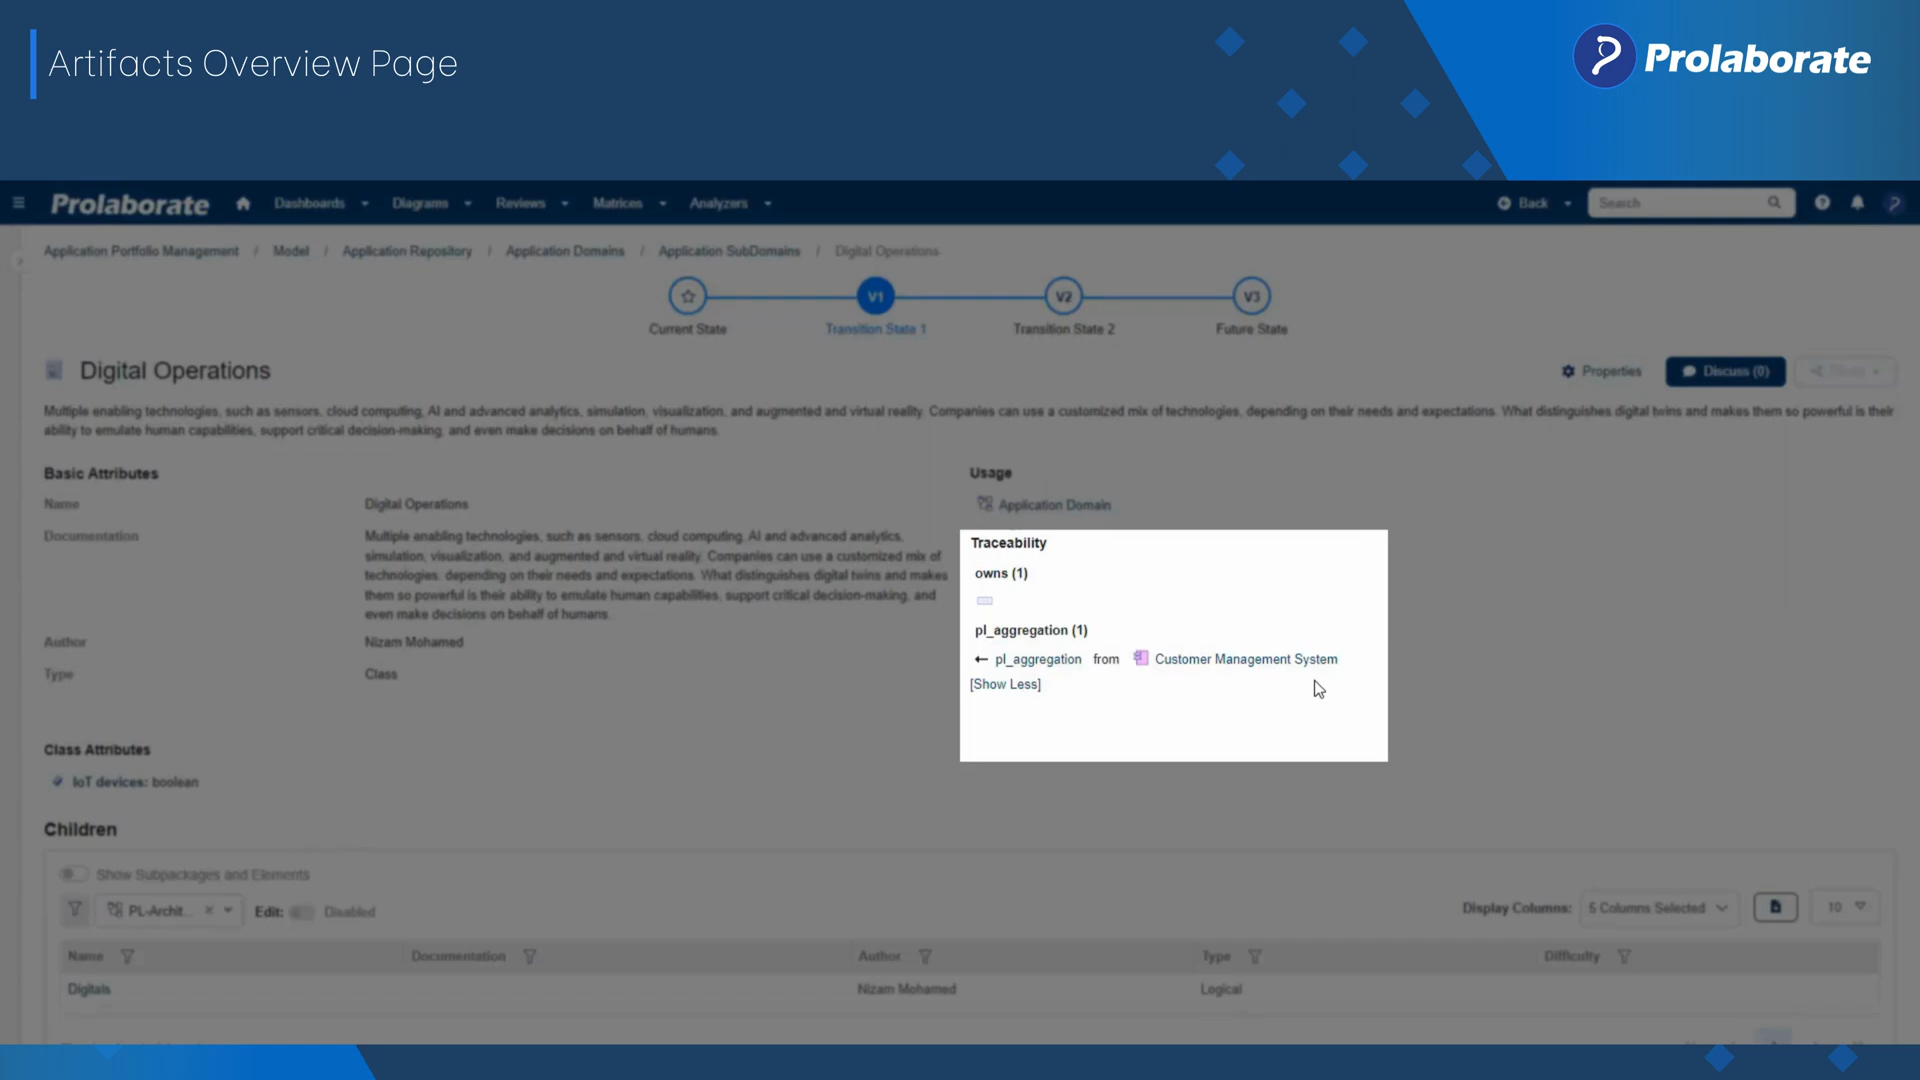 Artifacts Overview Page
Prolaborate
Prolaborate
Dashboards
Diagrams
Reviews
Matrices
Analyzers
Back
Search
Application Portfolio Management / Model / Application Repository / Application Domains / Application SubDomains / Digital Operations
V1
V2
V3
Current State
Transition State 1
Transition State 2
Future State
Digital Operations
Properties
Discuss (0)
Multiple enabling technologies, such as sensors, cloud computing, AI and advanced analytics, simulation, visualization, and augmented and virtual reality. Companies can use a customized mix of technologies, depending on their needs and expectations. What distinguishes digital twins and makes them so powerful is their
ability to emulate human capabilities, support critical decision-making, and even make decisions on behalf of humans.
Basic Attributes
Name
Digital Operations
Documentation
Multiple enabling technologies, such as sensors, cloud computing, AI and advanced analytics,
simulation, visualization, and augmented and virtual reality. Companies can use a customized mix of
technologies, depending on their needs and expectations. What distinguishes digital twins and makes
them so powerful is their ability to emulate human capabilities, support critical decision-making, and
even make decisions on behalf of humans.
Author
Nizam Mohamed
Type
Class
Usage
Application Domain
Traceability
owns (1)
pl_aggregation (1)
← pl_aggregation from Customer Management System
[Show Less]
Class Attributes
IoT devices: boolean
Children
Show Subpackages and Elements
PL-Archit...
Edit:
Disabled
Display Columns:
5 Columns Selected
10
Name
Documentation
Author
Type
Difficulty
Digitals
Nizam Mohamed
Logical